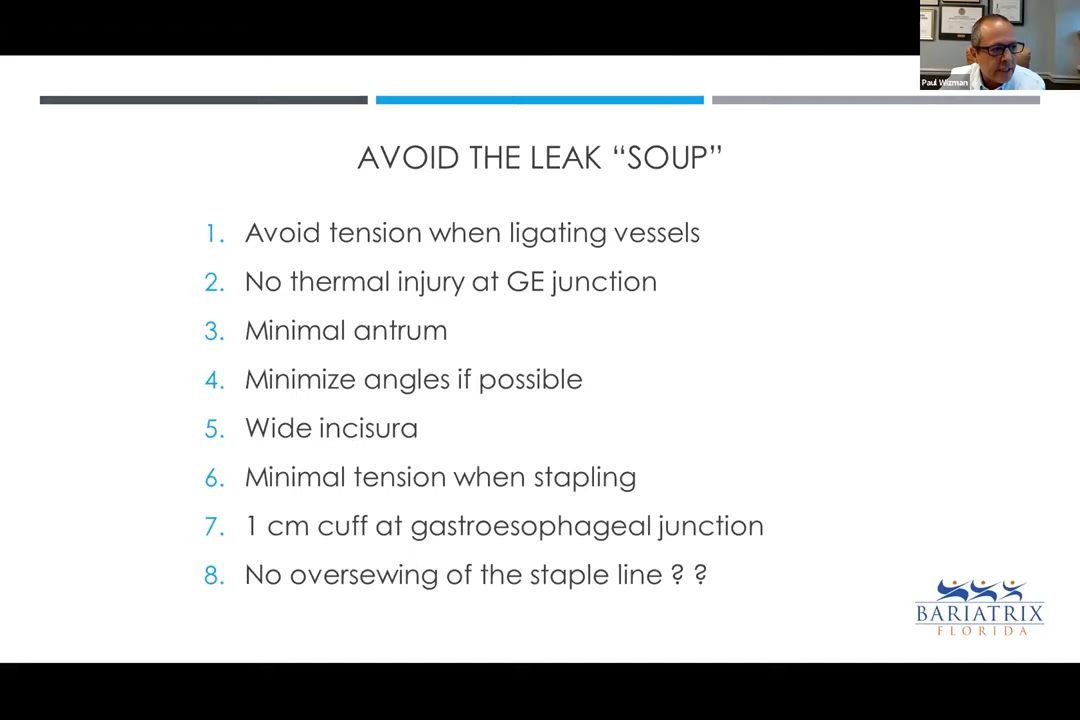 Paul Wizman
AVOID THE LEAK “SOUP”
1. Avoid tension when ligating vessels
2. No thermal injury at GE junction
3. Minimal antrum
4. Minimize angles if possible
5. Wide incisura
6. Minimal tension when stapling
7. 1 cm cuff at gastroesophageal junction
8. No oversewing of the staple line ? ?
BARIATRIX
FLORIDA